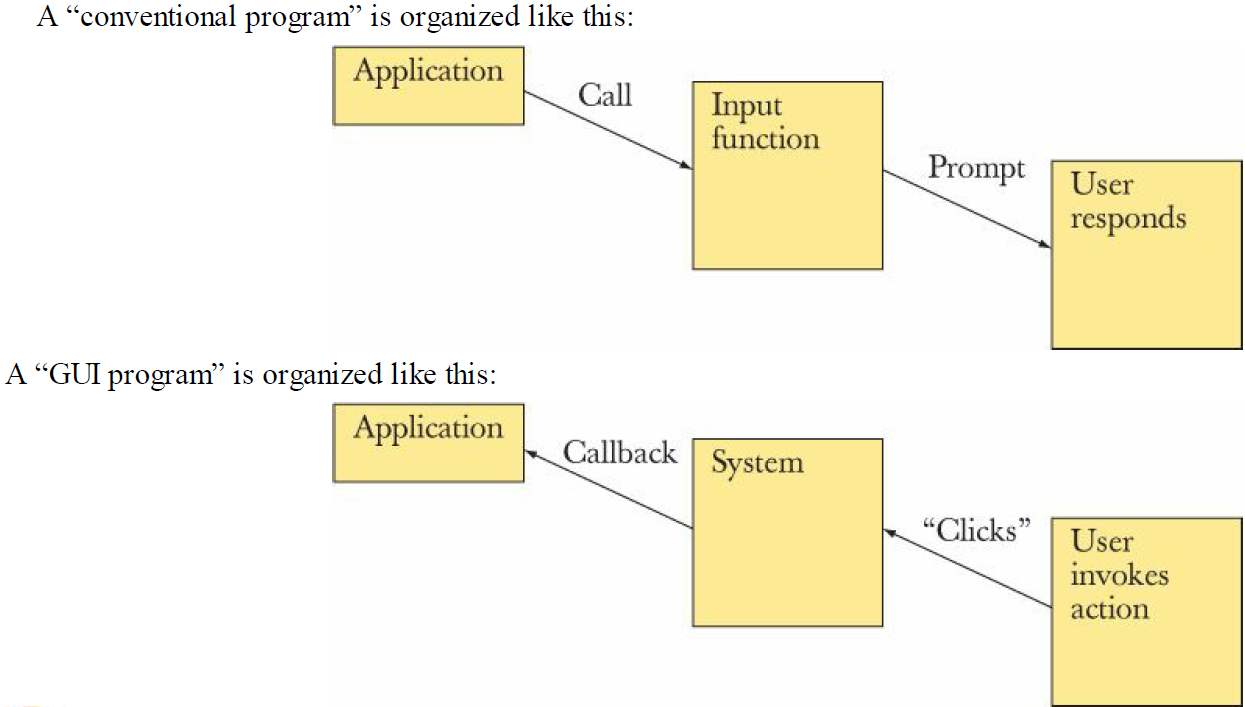 A “conventional program” is organized like this:
Application
Call
Input
function
Prompt
User
responds
A “GUI program” is organized like this:
Application
Callback
System
“Clicks”
User
invokes
action